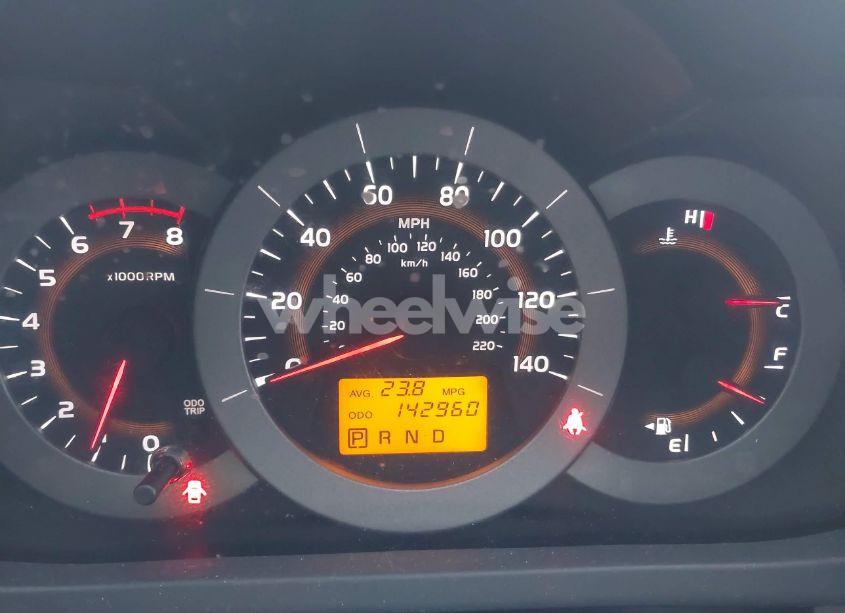 0 2 3 4 5 6 7 8
x1000RPM
ODO
TRIP
0 20 40 60 80 100 120 140
MPH
20 40 60 80 100 120 140 160 180 200 220
km/h
wheelwise
AVG. 23.8 MPG
ODO 142960
P R N D
H
C
F
E